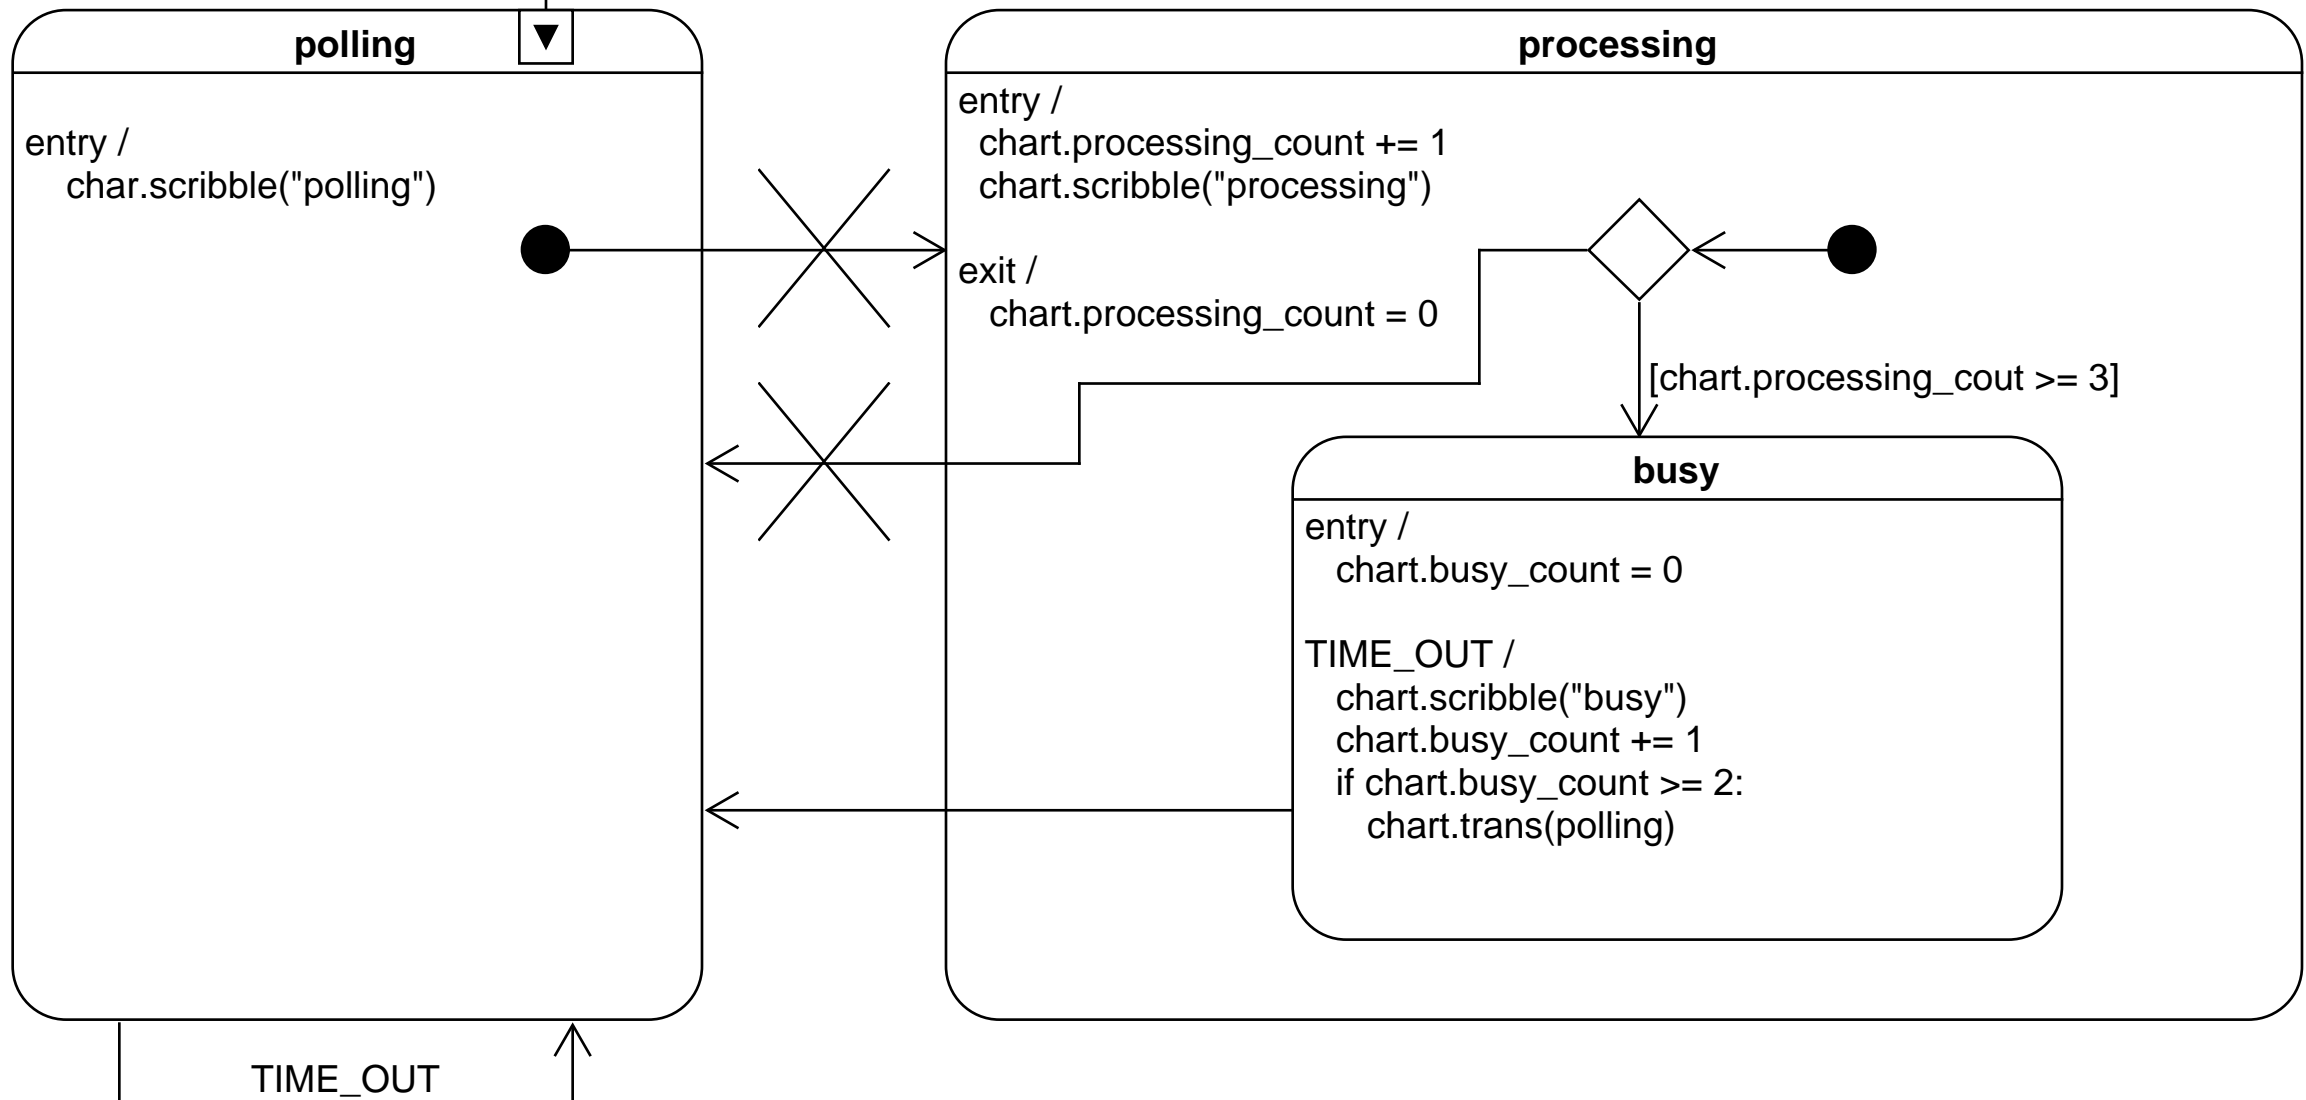 polling
entry /
char.scribble("polling")
processing
entry /
chart.processing_count += 1
chart.scribble("processing")
exit /
chart.processing_count = 0
[chart.processing_cout >= 3]
busy
entry /
chart.busy_count = 0
TIME_OUT /
chart.scribble("busy")
chart.busy_count += 1
if chart.busy_count >= 2:
chart.trans(polling)
TIME_OUT